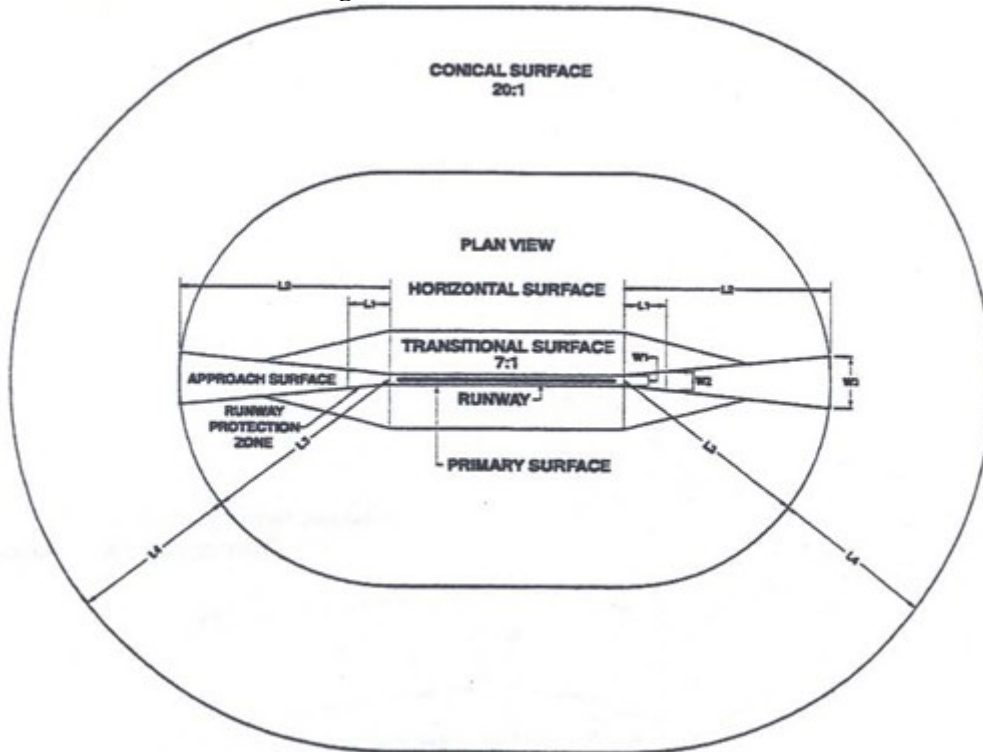 CONICAL SURFACE
20:1
PLAN VIEW
L2
HORIZONTAL SURFACE
L2
L1
L1
TRANSITIONAL SURFACE
7:1
W1
W2
W3
APPROACH SURFACE
RUNWAY
RUNWAY
PROTECTION
ZONE
L3
L3
PRIMARY SURFACE
L4
L4